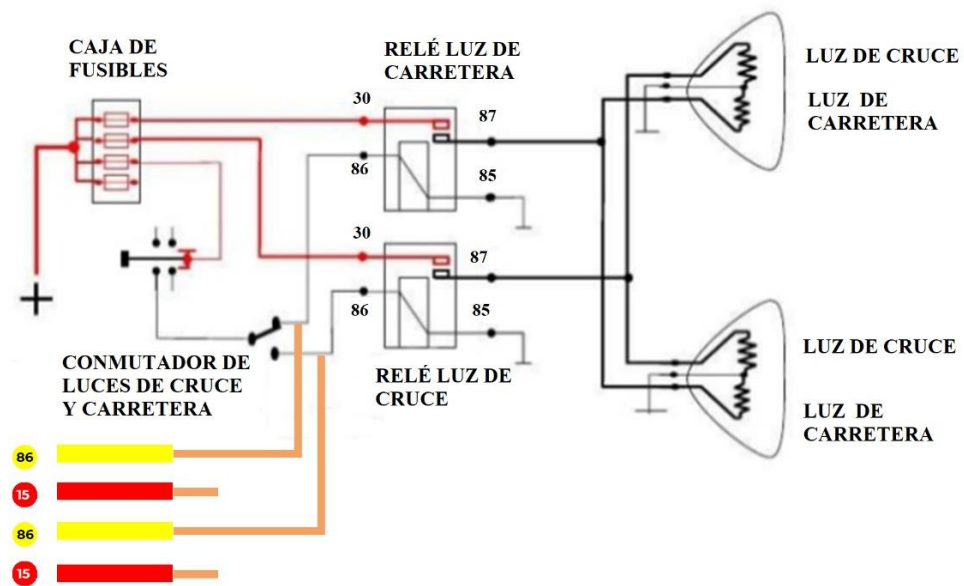 CAJA DE
FUSIBLES
RELÉ LUZ DE
CARRETERA
30
87
86
85
LUZ DE CRUCE
LUZ DE
CARRETERA
30
87
86
85
RELÉ LUZ DE
CRUCE
CONMUTADOR DE
LUCES DE CRUCE
Y CARRETERA
LUZ DE CRUCE
LUZ DE
CARRETERA
86
15
86
15